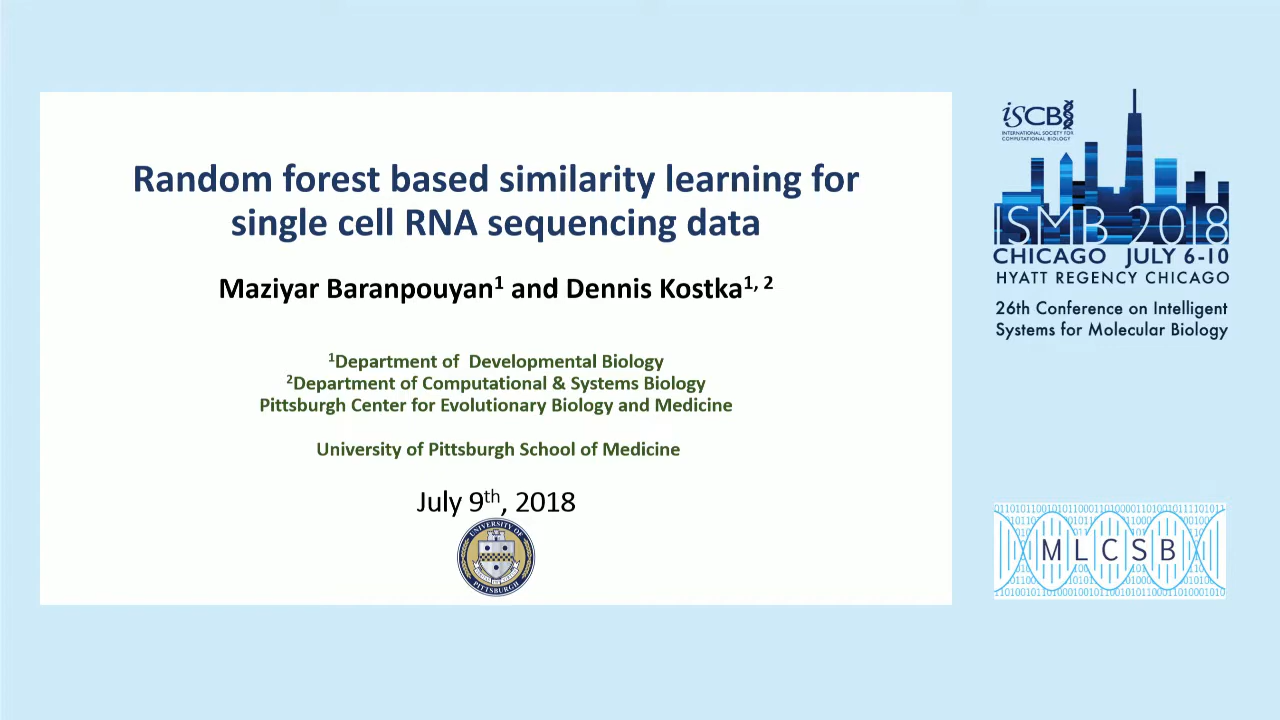 Random forest based similarity learning for
single cell RNA sequencing data
Maziyar Baranpouyan1 and Dennis Kostka1, 2
1Department of Developmental Biology
2Department of Computational & Systems Biology
Pittsburgh Center for Evolutionary Biology and Medicine
University of Pittsburgh School of Medicine
July 9th, 2018
UNIVERSITY OF
PITTSBURGH
iSCB
INTERNATIONAL SOCIETY FOR
COMPUTATIONAL BIOLOGY
ISMB 2018
CHICAGO JULY 6-10
HYATT REGENCY CHICAGO
26th Conference on Intelligent
Systems for Molecular Biology
MLCSB